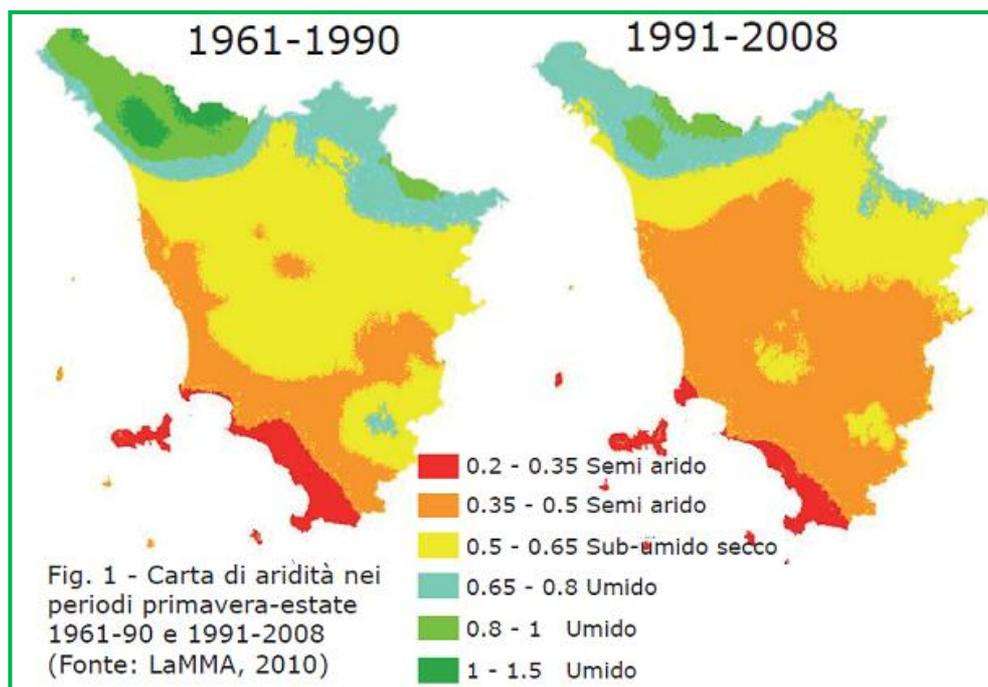 1961-1990
1991-2008
0.2 - 0.35 Semi arido
0.35 - 0.5 Semi arido
0.5 - 0.65 Sub-umido secco
0.65 - 0.8 Umido
0.8 - 1 Umido
1 - 1.5 Umido
Fig. 1 - Carta di aridità nei
periodi primavera-estate
1961-90 e 1991-2008
(Fonte: LaMMA, 2010)